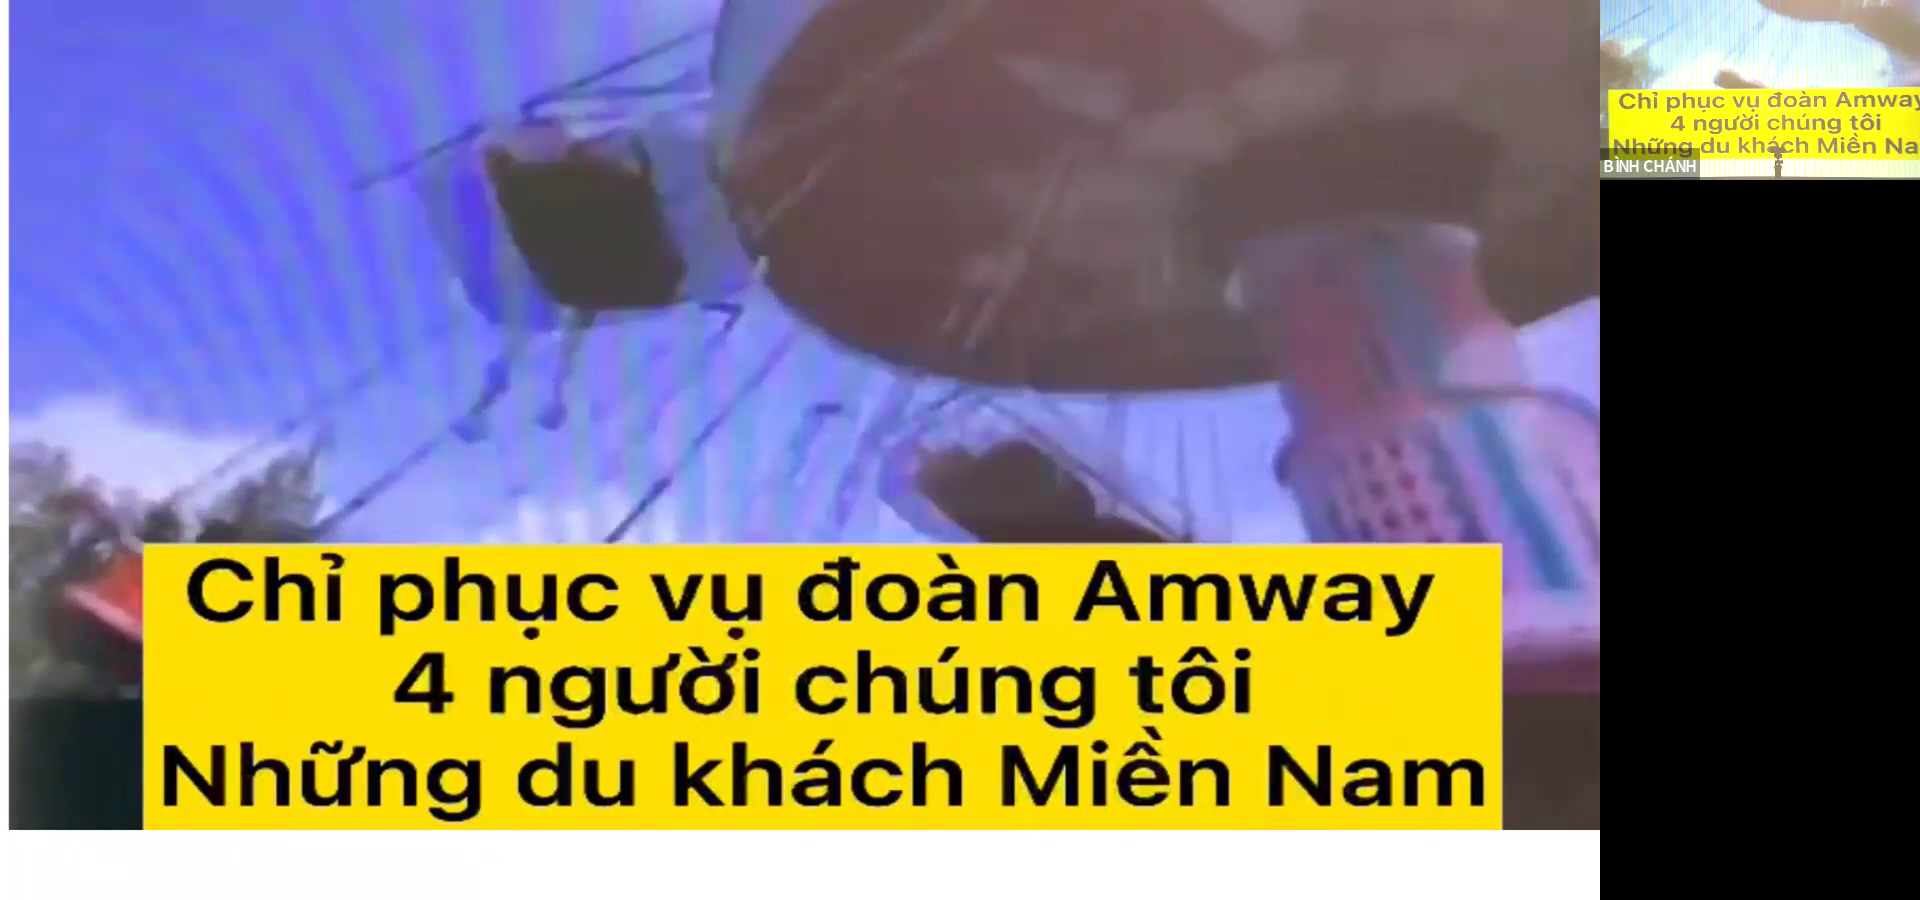 Chỉ phục vụ đoàn Amway
4 người chúng tôi
Những du khách Miền Nam
Chỉ phục vụ đoàn Amway
4 người chúng tôi
Những du khách Miền Na
BÌNH CHÁNH